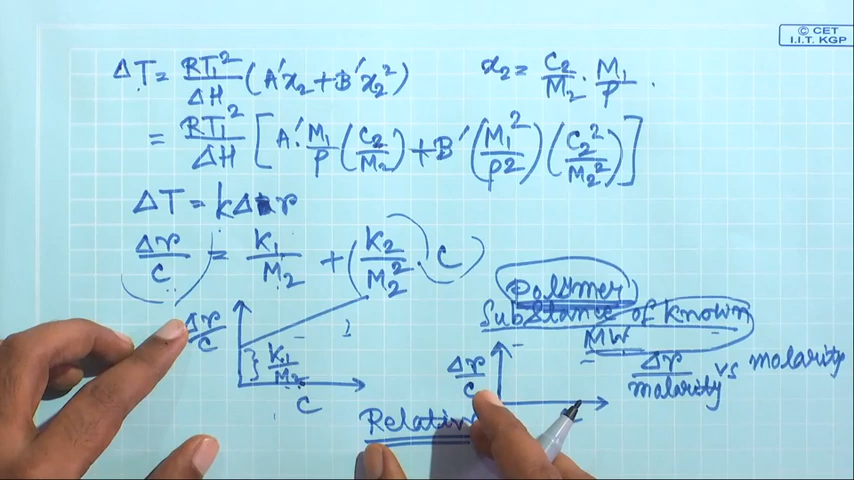 © CET
I.I.T. KGP
ΔT = RT₁²/ΔH (A'x₂ + B'x₂²)
x₂ = C₂/M₂ · M₁/ρ .
= RT₁²/ΔH [A'. M₁/ρ (C₂/M₂) + B' (M₁²/ρ²) (C₂²/M₂²)]
ΔT = kΔr
Δr/C = K₁/M₂ + (K₂/M₂²) · C
Polymer
Substance of known
MW
Δr/C
K₁/M₂
C
Δr/C
Δr/molarity vs molarity
Relative